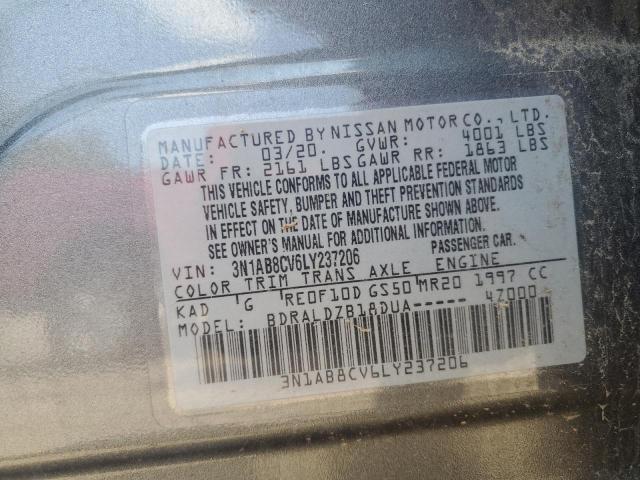 MANUFACTURED BY NISSAN MOTOR CO., LTD.
DATE: 03/20. GVWR: 4001 LBS
GAWR FR: 2161 LBS GAWR RR: 1863 LBS
THIS VEHICLE CONFORMS TO ALL APPLICABLE FEDERAL MOTOR
VEHICLE SAFETY, BUMPER AND THEFT PREVENTION STANDARDS
IN EFFECT ON THE DATE OF MANUFACTURE SHOWN ABOVE.
SEE OWNER'S MANUAL FOR ADDITIONAL INFORMATION.
VIN: 3N1AB8CV6LY237206 PASSENGER CAR.
COLOR TRIM TRANS AXLE ENGINE
KAD 'G 'RE0F10D GS50'MR20 1997 CC
MODEL: BDRALDZB18DUA----- 4Z000
3N1AB8CV6LY237206